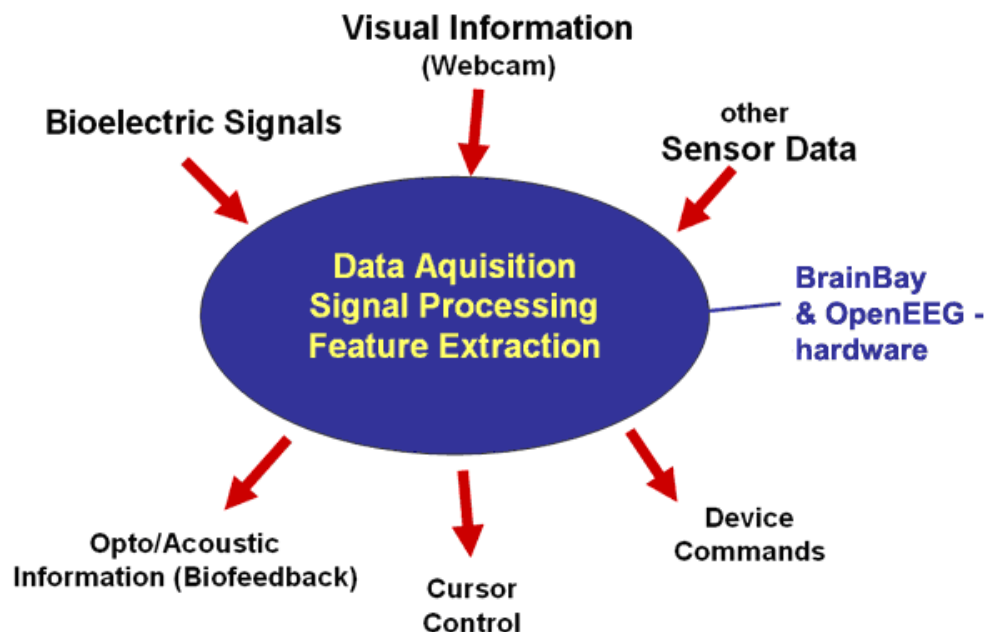 Visual Information
(Webcam)
Bioelectric Signals
other
Sensor Data
Data Aquisition
Signal Processing
Feature Extraction
BrainBay
& OpenEEG -
hardware
Opto/Acoustic
Information (Biofeedback)
Cursor
Control
Device
Commands